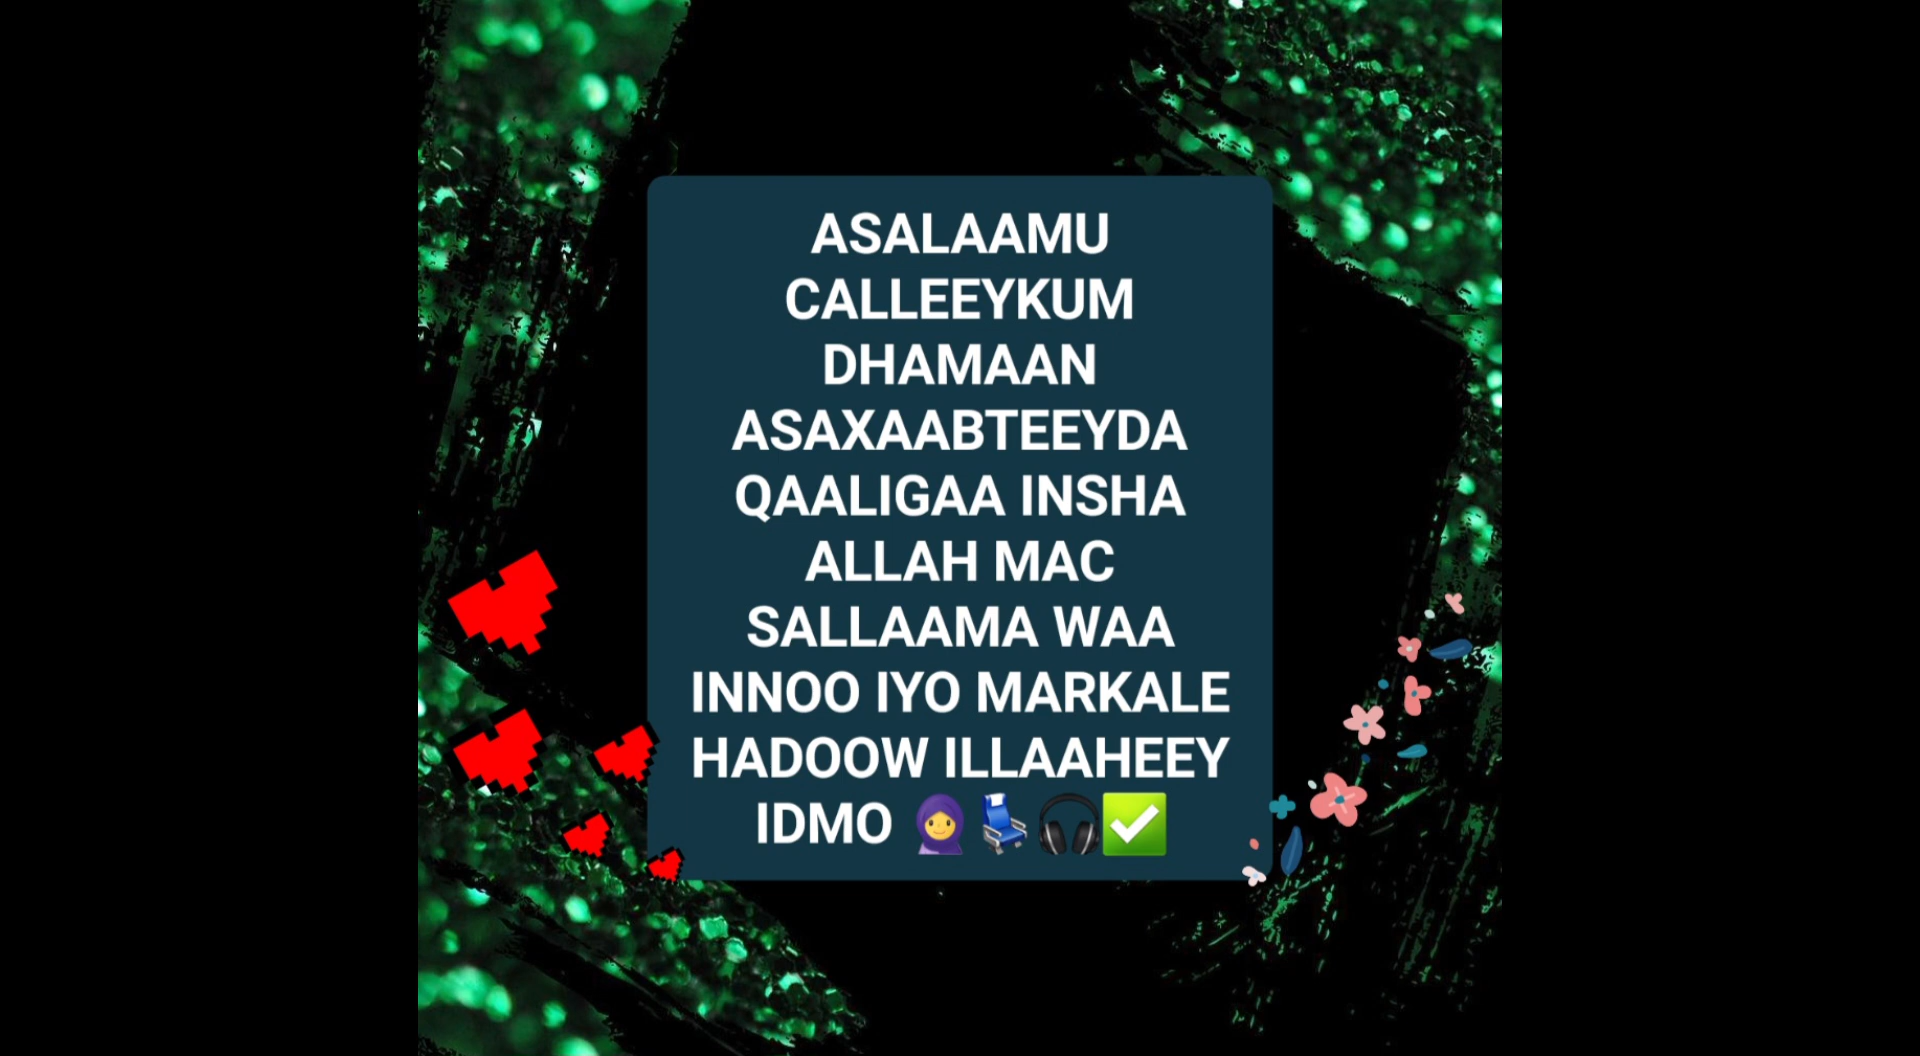 ASALAAMU
CALLEEYKUM
DHAMAAN
ASAXAABTEEYDA
QAALIGAA INSHA
ALLAH MAC
SALLAAMA WAA
INNOO IYO MARKALE
HADOOW ILLAAHEEY
IDMO 🧕💺🎧✅